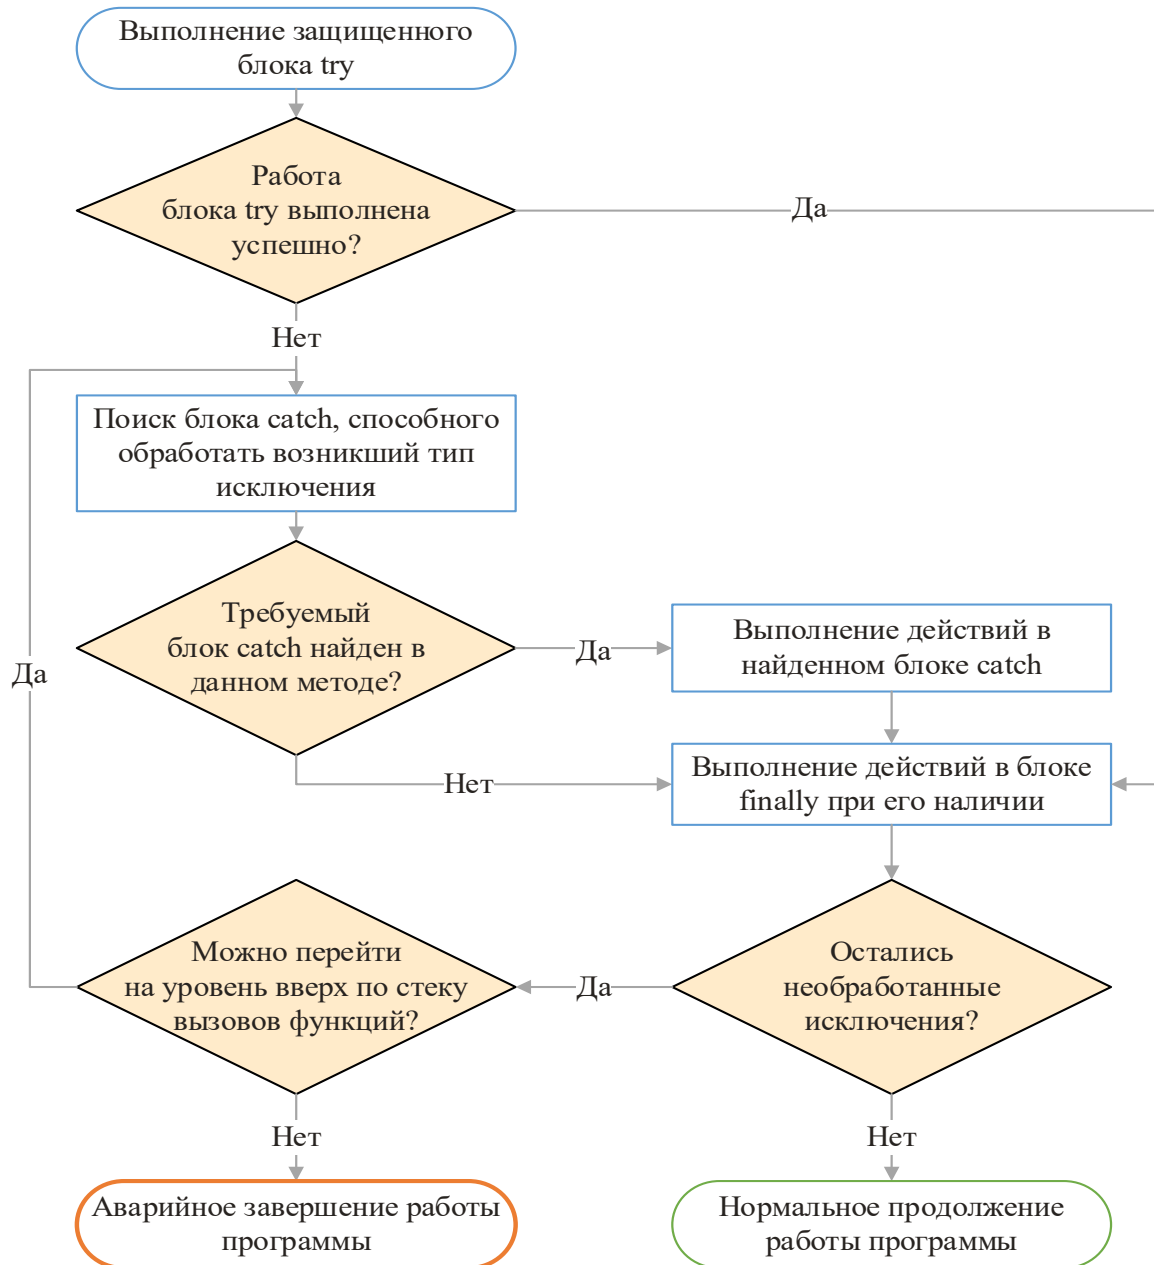 Выполнение защищенного
блока try
Работа
блока try выполнена
успешно?
Да
Нет
Поиск блока catch, способного
обработать возникший тип
исключения
Требуемый
блок catch найден в
данном методе?
Да
Выполнение действий в
найденном блоке catch
Да
Нет
Выполнение действий в блоке
finally при его наличии
Можно перейти
на уровень вверх по стеку
вызовов функций?
Да
Остались
необработанные
исключения?
Нет
Нет
Аварийное завершение работы
программы
Нормальное продолжение
работы программы